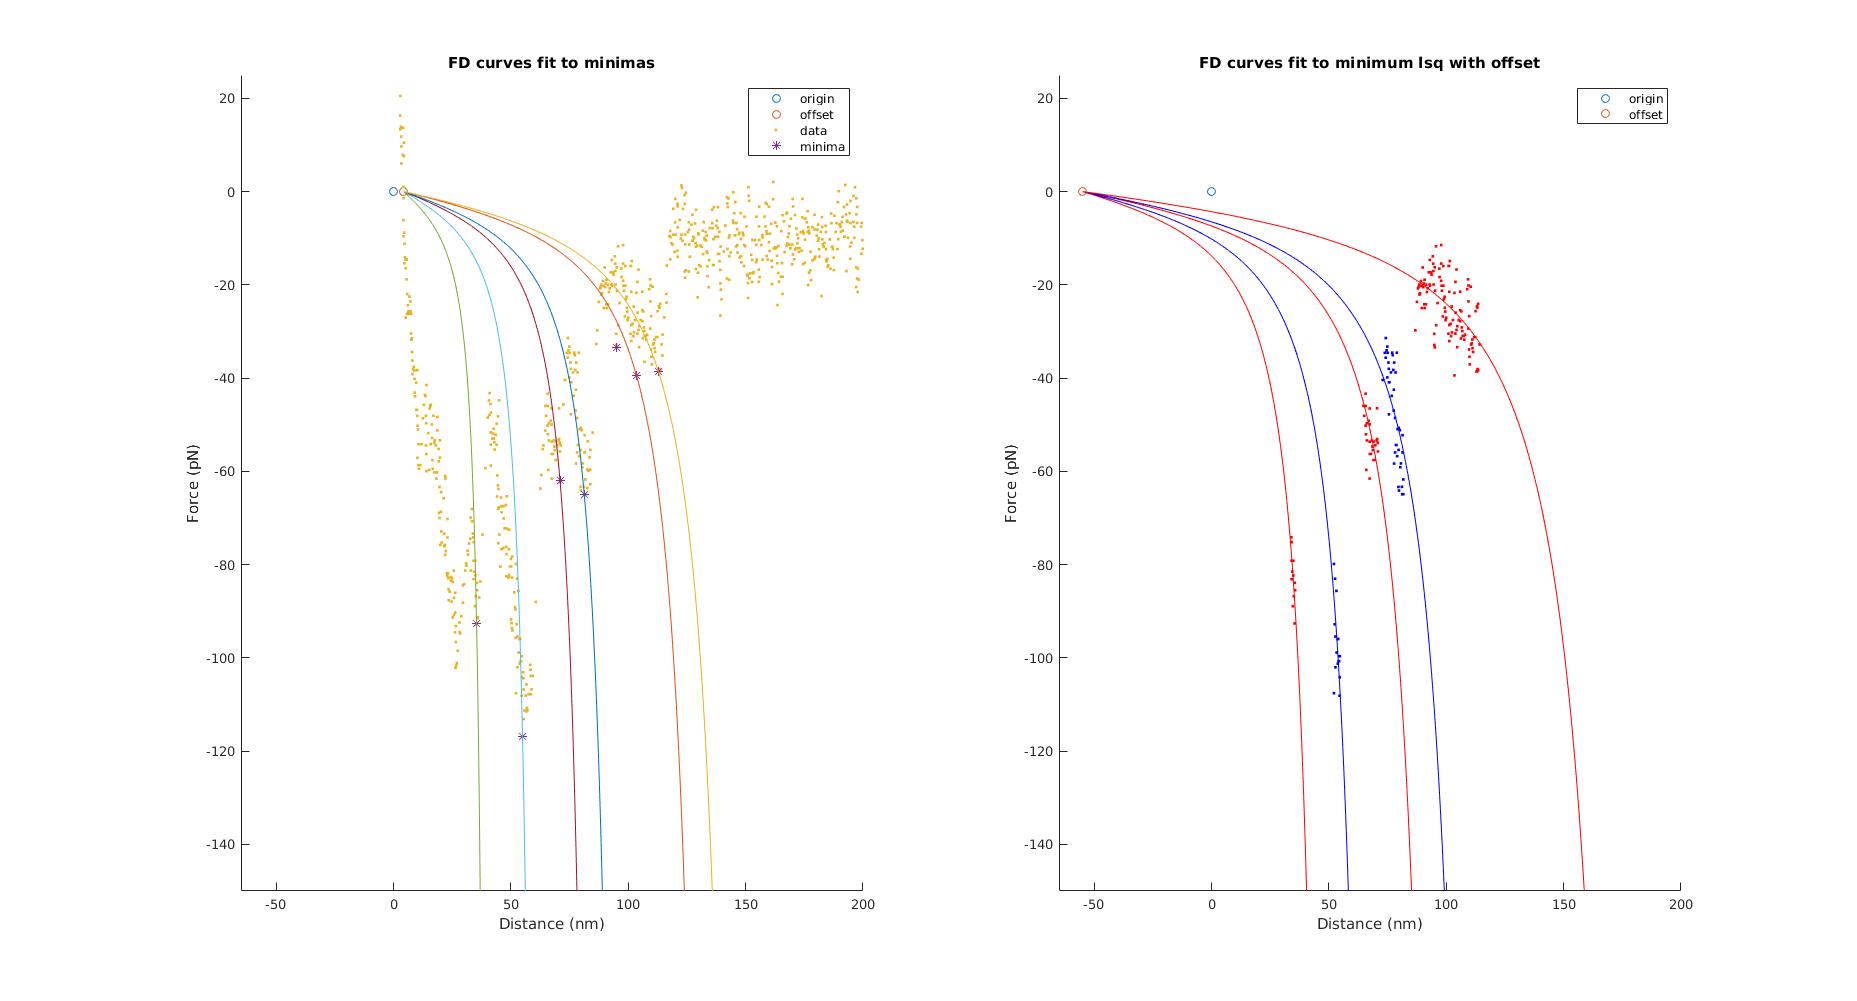 FD curves fit to minimas
20
0
-20
-40
-60
-80
-100
-120
-140
Force (pN)
-50
0
50
100
150
200
Distance (nm)
origin
offset
data
minima
FD curves fit to minimum lsq with offset
20
0
-20
-40
-60
-80
-100
-120
-140
Force (pN)
-50
0
50
100
150
200
Distance (nm)
origin
offset